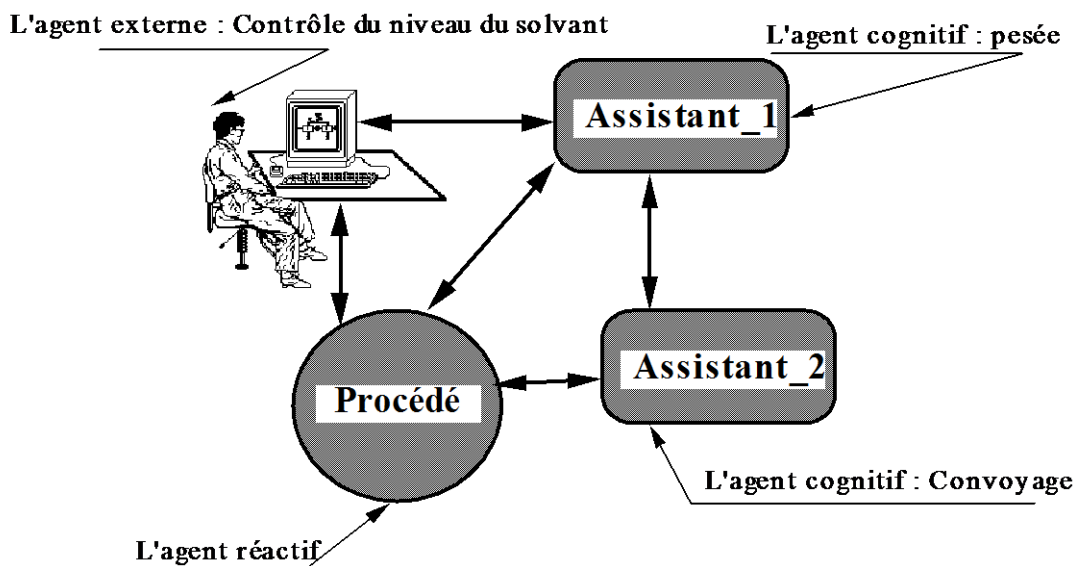 L'agent externe : Contrôle du niveau du solvant
L'agent cognitif : pesée
Assistant_1
Assistant_2
Procédé
L'agent cognitif : Convoyage
L'agent réactif